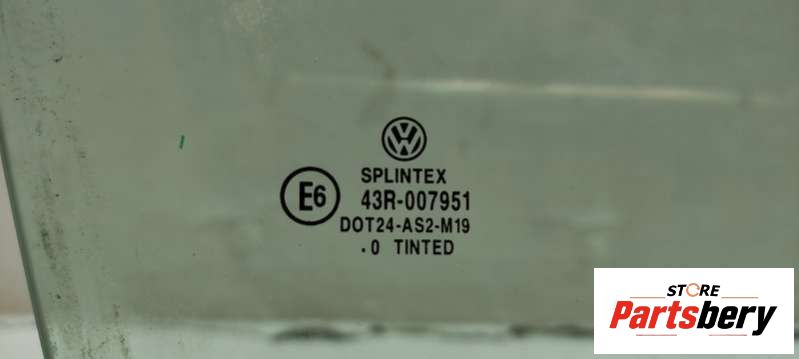 SPLINTEX
E6
43R-007951
DOT24-AS2-M19
.0 TINTED
STORE
Partsbery